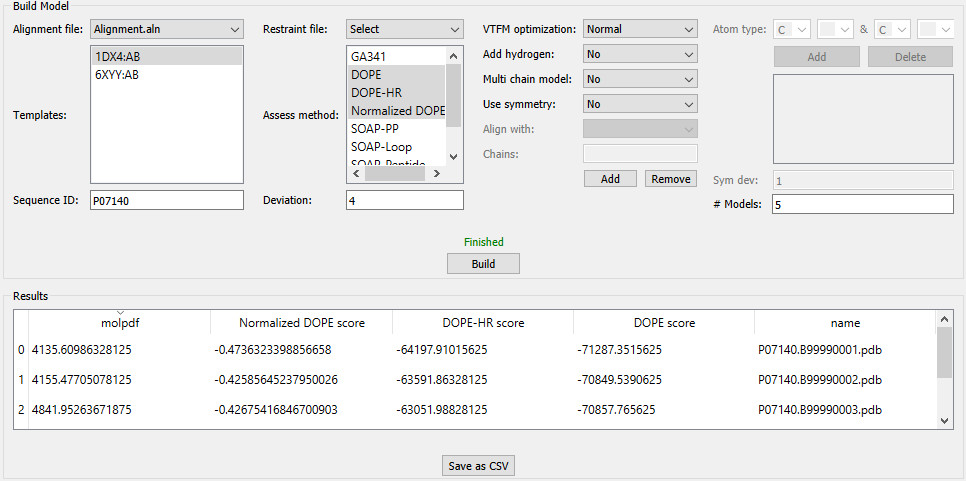 Build Model
Alignment file: Alignment.aln Restraint file: Select VTFM optimization: Normal Atom type: C & C
Templates: 1DX4:AB
6XYY:AB
Assess method: GA341
DOPE
DOPE-HR
Normalized DOPE
SOAP-PP
SOAP-Loop
SOAP-Peptide
Add hydrogen: No
Multi chain model: No
Use symmetry: No
Align with:
Chains:
Add Remove
Add Delete
Sym dev: 1
Sequence ID: P07140 Deviation: 4 # Models: 5
Finished
Build
Results
molpdf Normalized DOPE score DOPE-HR score DOPE score name
0 4135.60986328125 -0.4736323398856658 -64197.91015625 -71287.3515625 P07140.B99990001.pdb
1 4155.47705078125 -0.42585645237950026 -63591.86328125 -70849.5390625 P07140.B99990002.pdb
2 4841.95263671875 -0.42675416846700903 -63051.98828125 -70857.765625 P07140.B99990003.pdb
Save as CSV